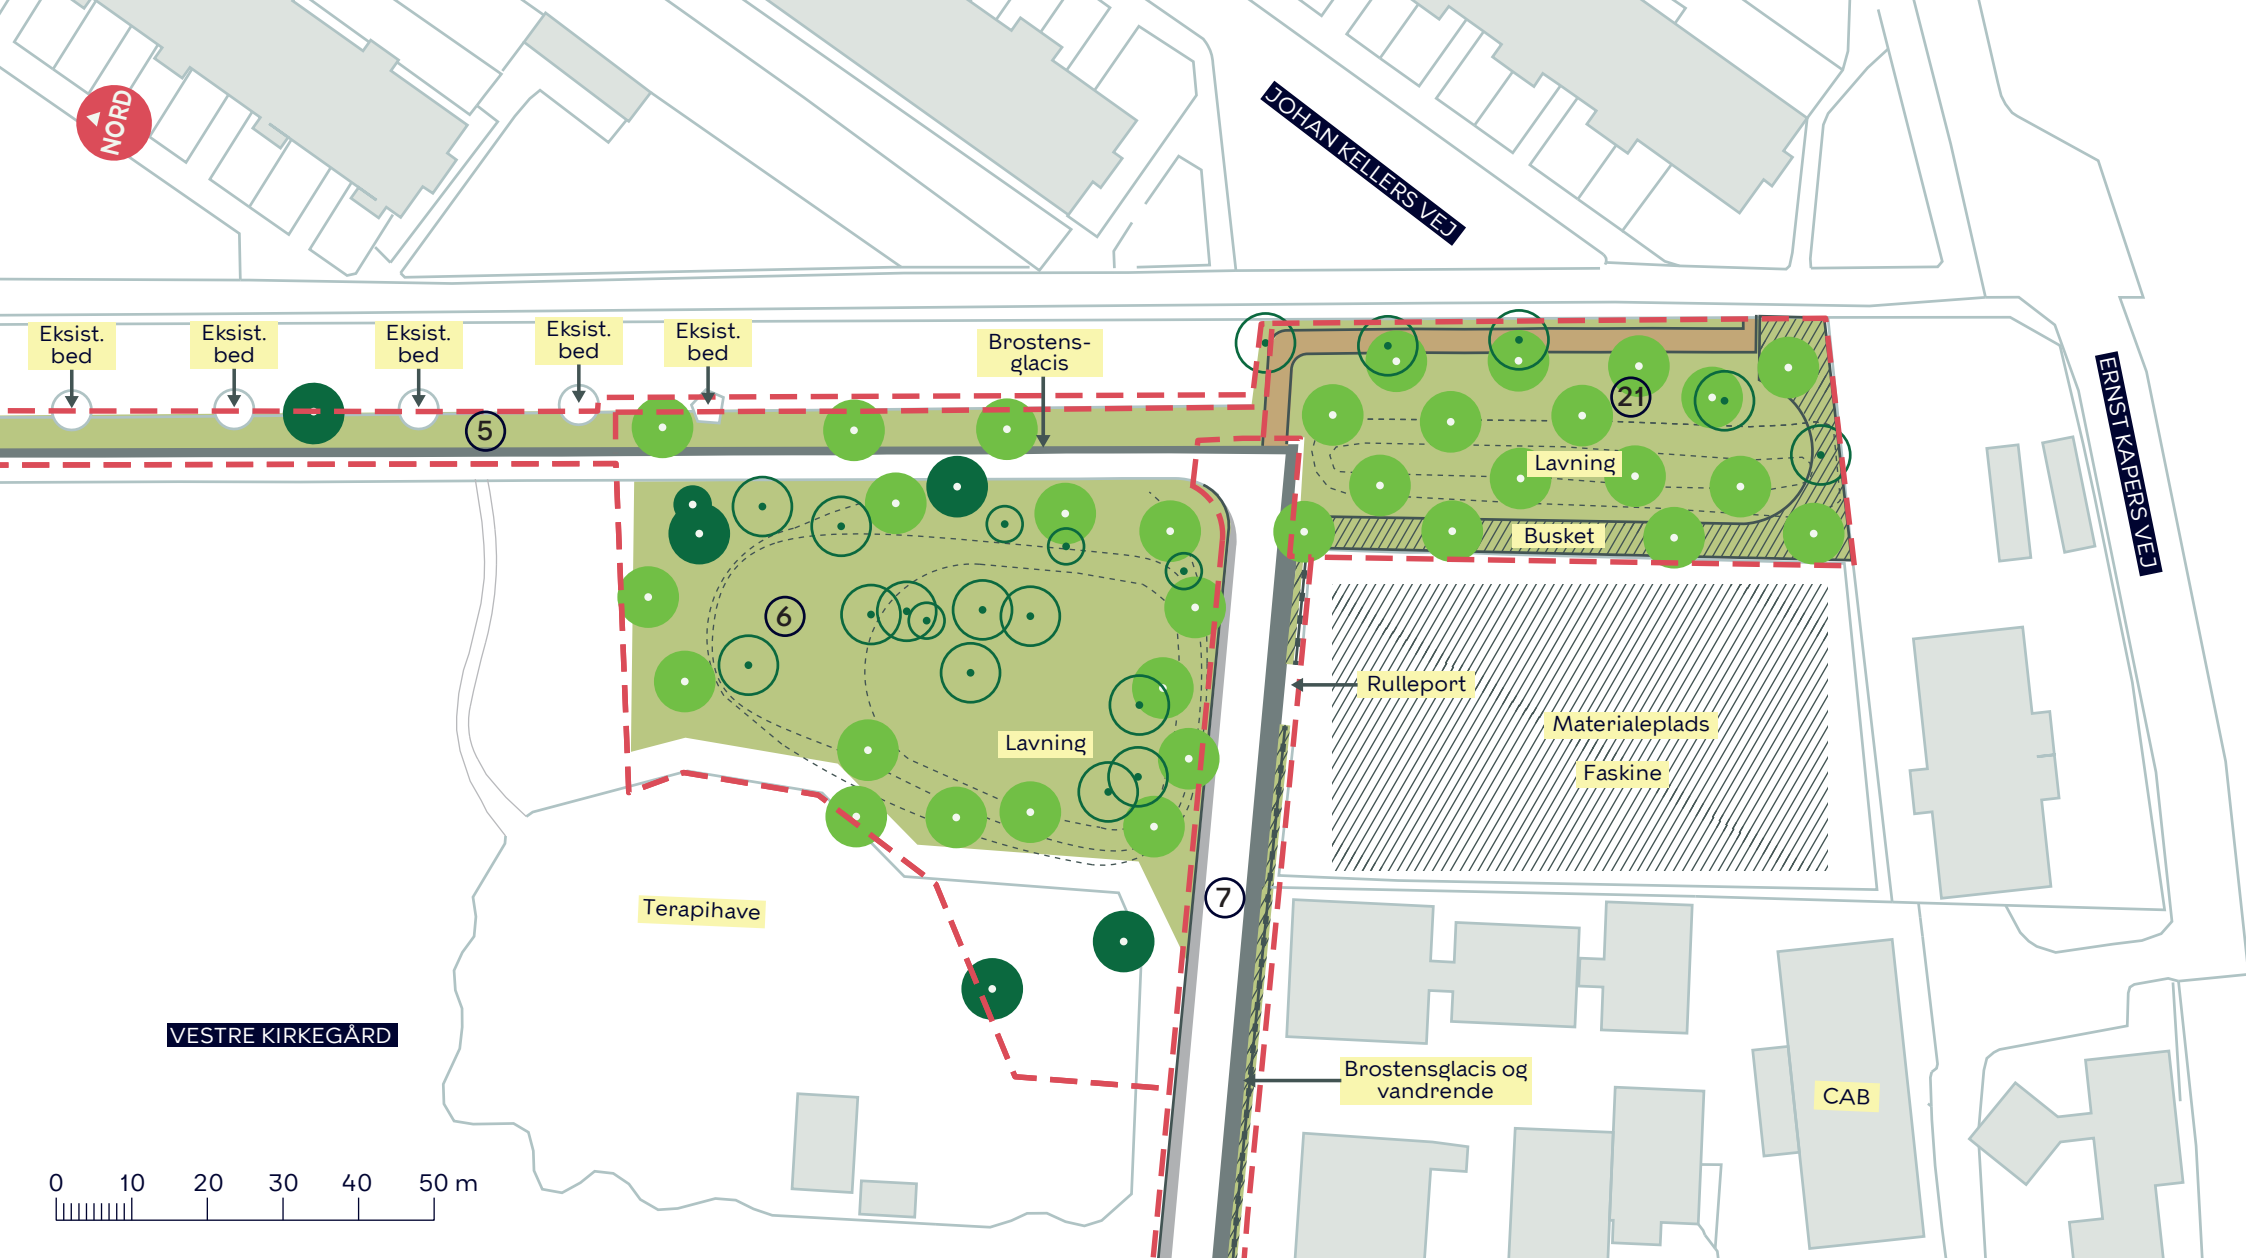 NORD
JOHAN KELLERS VEJ
Eksist.
bed
Eksist.
bed
Eksist.
bed
Eksist.
bed
Eksist.
bed
Brostens-
glacis
ERNST KAPERS VEJ
5
21
Lavning
Busket
6
Rulleport
Materialeplads
Lavning
Faskine
7
Terapihave
VESTRE KIRKEGÅRD
Brostensglacis og
vandrende
CAB
0 10 20 30 40 50 m